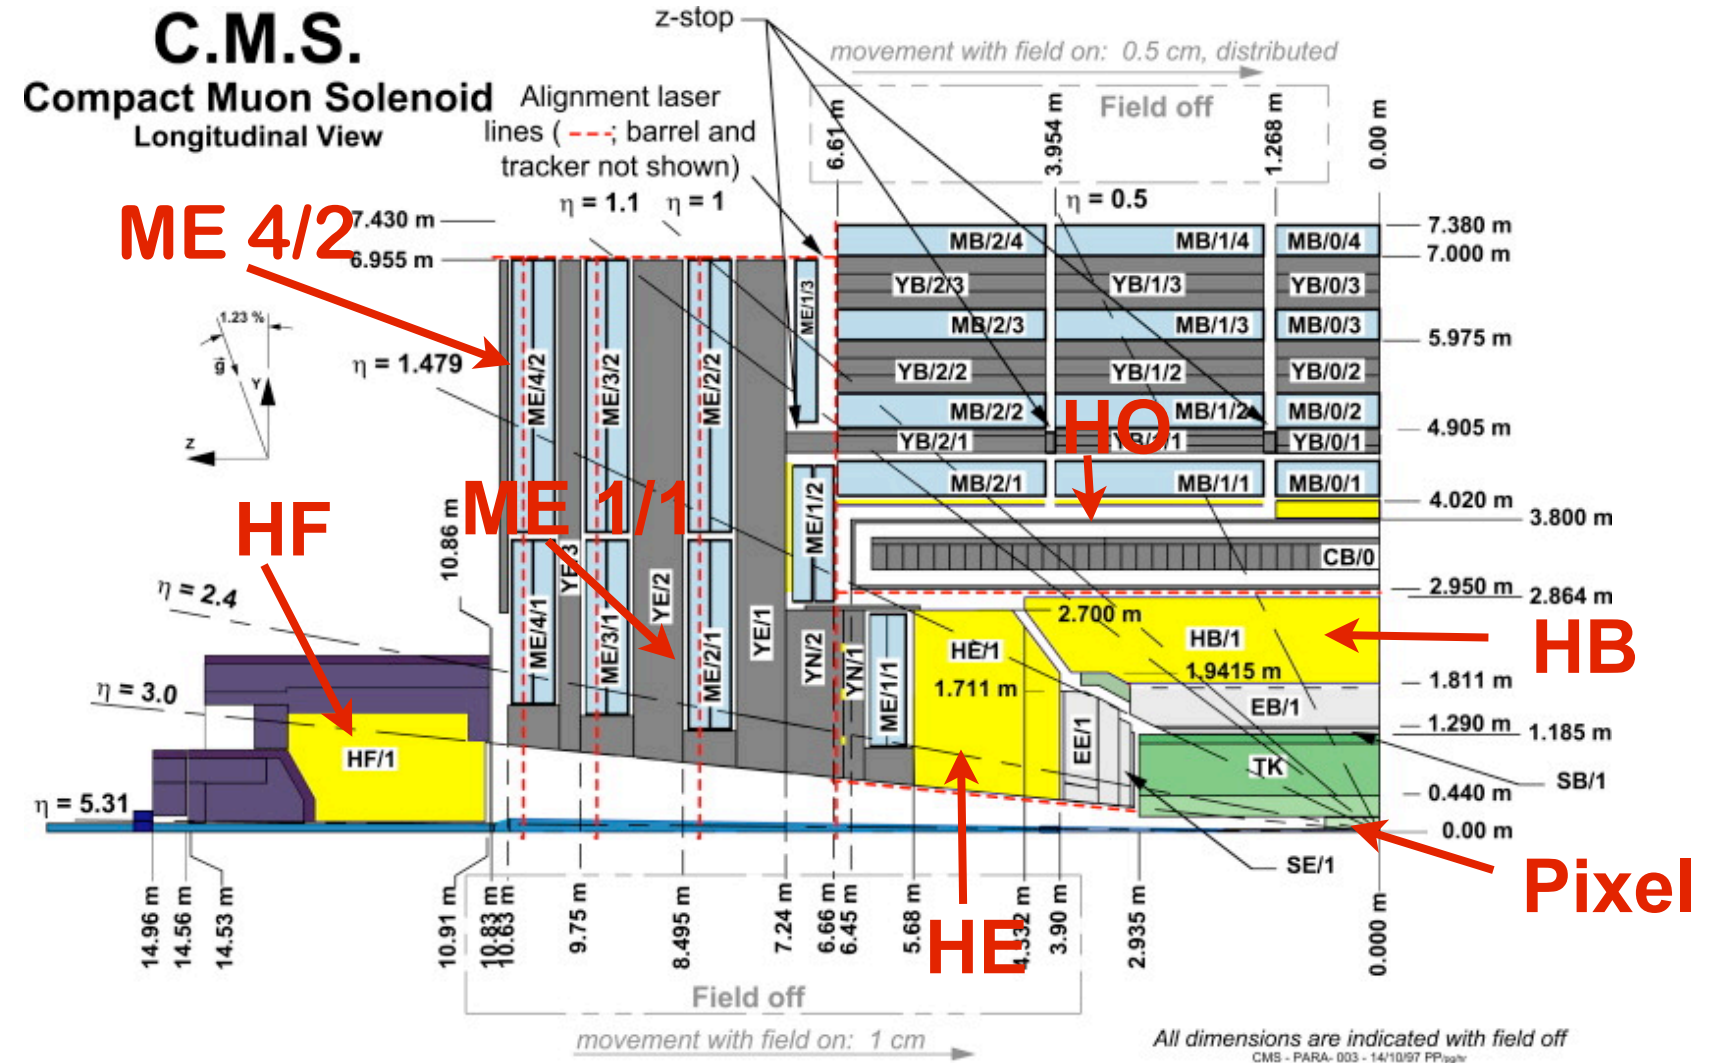 C.M.S.
Compact Muon Solenoid
Longitudinal View
z-stop
movement with field on:  0.5 cm, distributed
Field off
Alignment laser
lines ( ---; barrel and
tracker not shown)
6.61 m
3.954 m
1.268 m
0.00 m
η = 1.1
η = 1
η = 0.5
ME 4/2
7.430 m
6.955 m
7.380 m
7.000 m
5.975 m
4.905 m
4.020 m
3.800 m
2.950 m
2.864 m
1.811 m
1.290 m
1.185 m
0.440 m
0.00 m
1.23 %
g
Y
z
η = 1.479
η = 2.4
η = 3.0
η = 5.31
MB/2/4
MB/1/4
MB/0/4
YB/2/3
YB/1/3
YB/0/3
MB/2/3
MB/1/3
MB/0/3
YB/2/2
YB/1/2
YB/0/2
MB/2/2
MB/1/2
MB/0/2
HO
YB/2/1
YB/1/1
YB/0/1
MB/2/1
MB/1/1
MB/0/1
CB/0
ME/4/2
ME/3/2
ME/2/2
ME/1/3
ME/1/2
ME 1/1
HF
10.86 m
YE/3
YE/2
YE/1
ME/4/1
ME/3/1
ME/2/1
YN/2
YN/1
ME/1/1
HE/1
1.711 m
2.700 m
HB/1
1.9415 m
HB
EB/1
EE/1
TK
SB/1
SE/1
HF/1
Pixel
HE
14.96 m
14.56 m
14.53 m
10.91 m
10.83 m
10.63 m
9.75 m
8.495 m
7.24 m
6.66 m
6.45 m
5.68 m
4.332 m
3.90 m
2.935 m
0.000 m
Field off
movement with field on:  1 cm
All dimensions are indicated with field off
CMS - PARA- 003 - 14/10/97